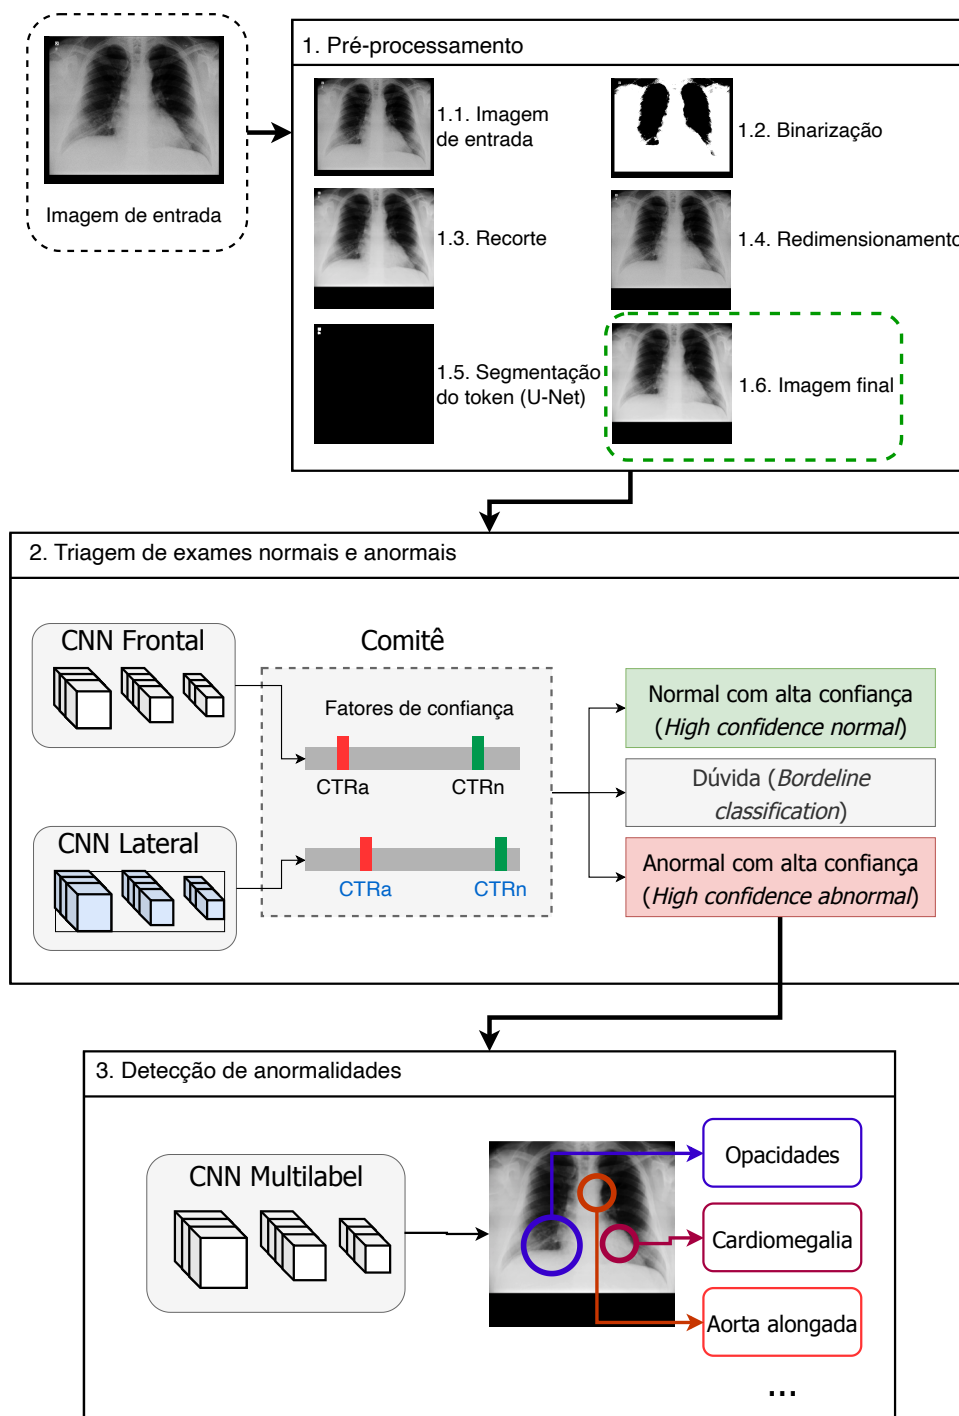 Imagem de entrada
1. Pré-processamento
1.1. Imagem
de entrada
1.2. Binarização
1.3. Recorte
1.4. Redimensionamento
1.5. Segmentação
do token (U-Net)
1.6. Imagem final
2. Triagem de exames normais e anormais
CNN Frontal
Comitê
Fatores de confiança
CTRa
CTRn
CNN Lateral
CTRa
CTRn
Normal com alta confiança
(High confidence normal)
Dúvida (Bordeline
classification)
Anormal com alta confiança
(High confidence abnormal)
3. Detecção de anormalidades
CNN Multilabel
Opacidades
Cardiomegalia
Aorta alongada
...